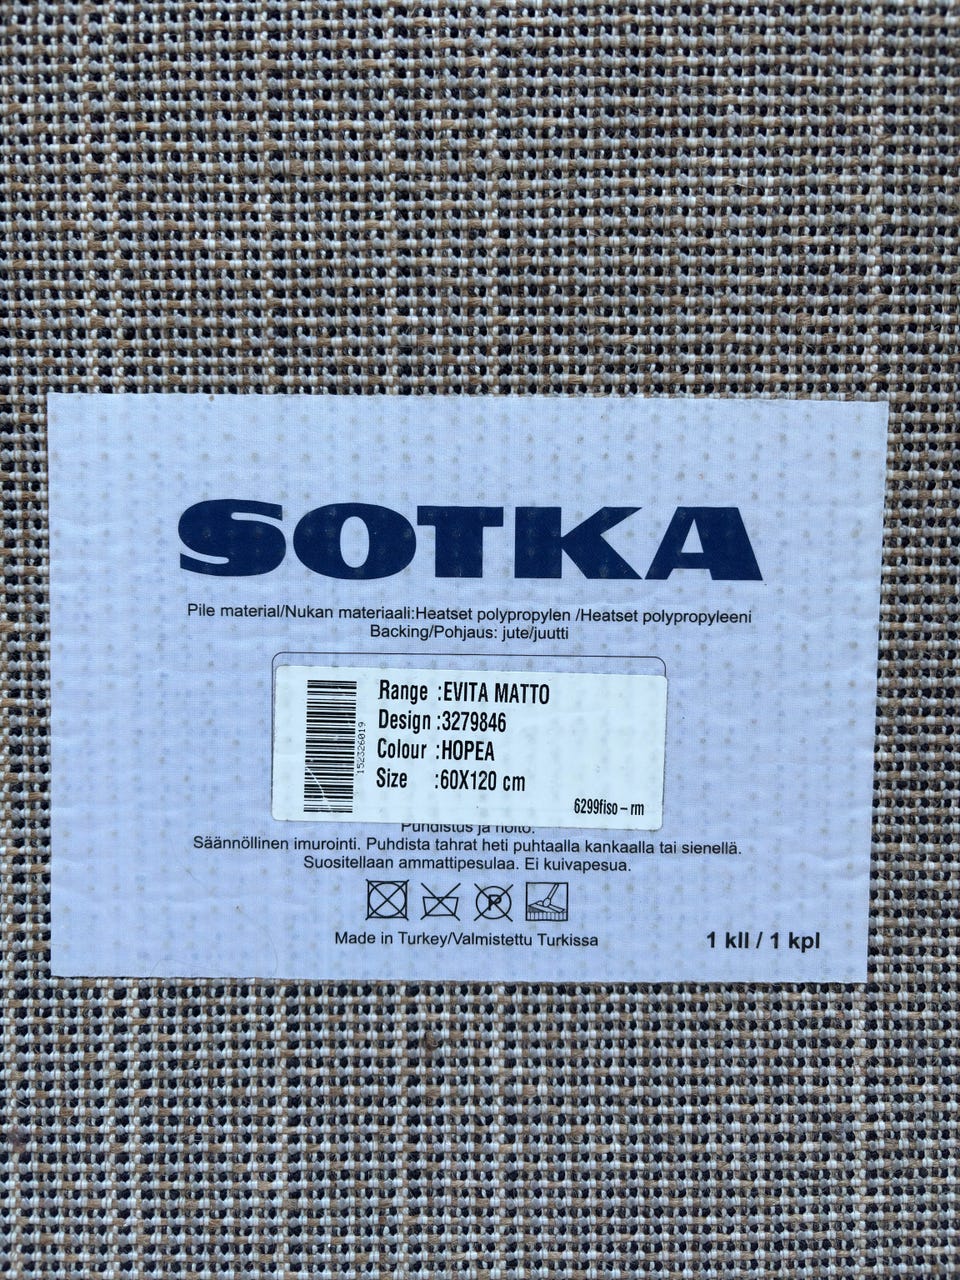 SOTKA
Pile material/Nukan materiaali:Heatset polypropylen /Heatset polypropyleeni
Backing/Pohjaus: jute/juutti
152326019
Range :EVITA MATTO
Design :3279846
Colour :HOPEA
Size :60X120 cm
6299fiso-rm
Puhdistus ja hoito:
Säännöllinen imurointi. Puhdista tahrat heti puhtaalla kankaalla tai sienellä.
Suositellaan ammattipesulaa. Ei kuivapesua.
P
Made in Turkey/Valmistettu Turkissa
1 kll / 1 kpl